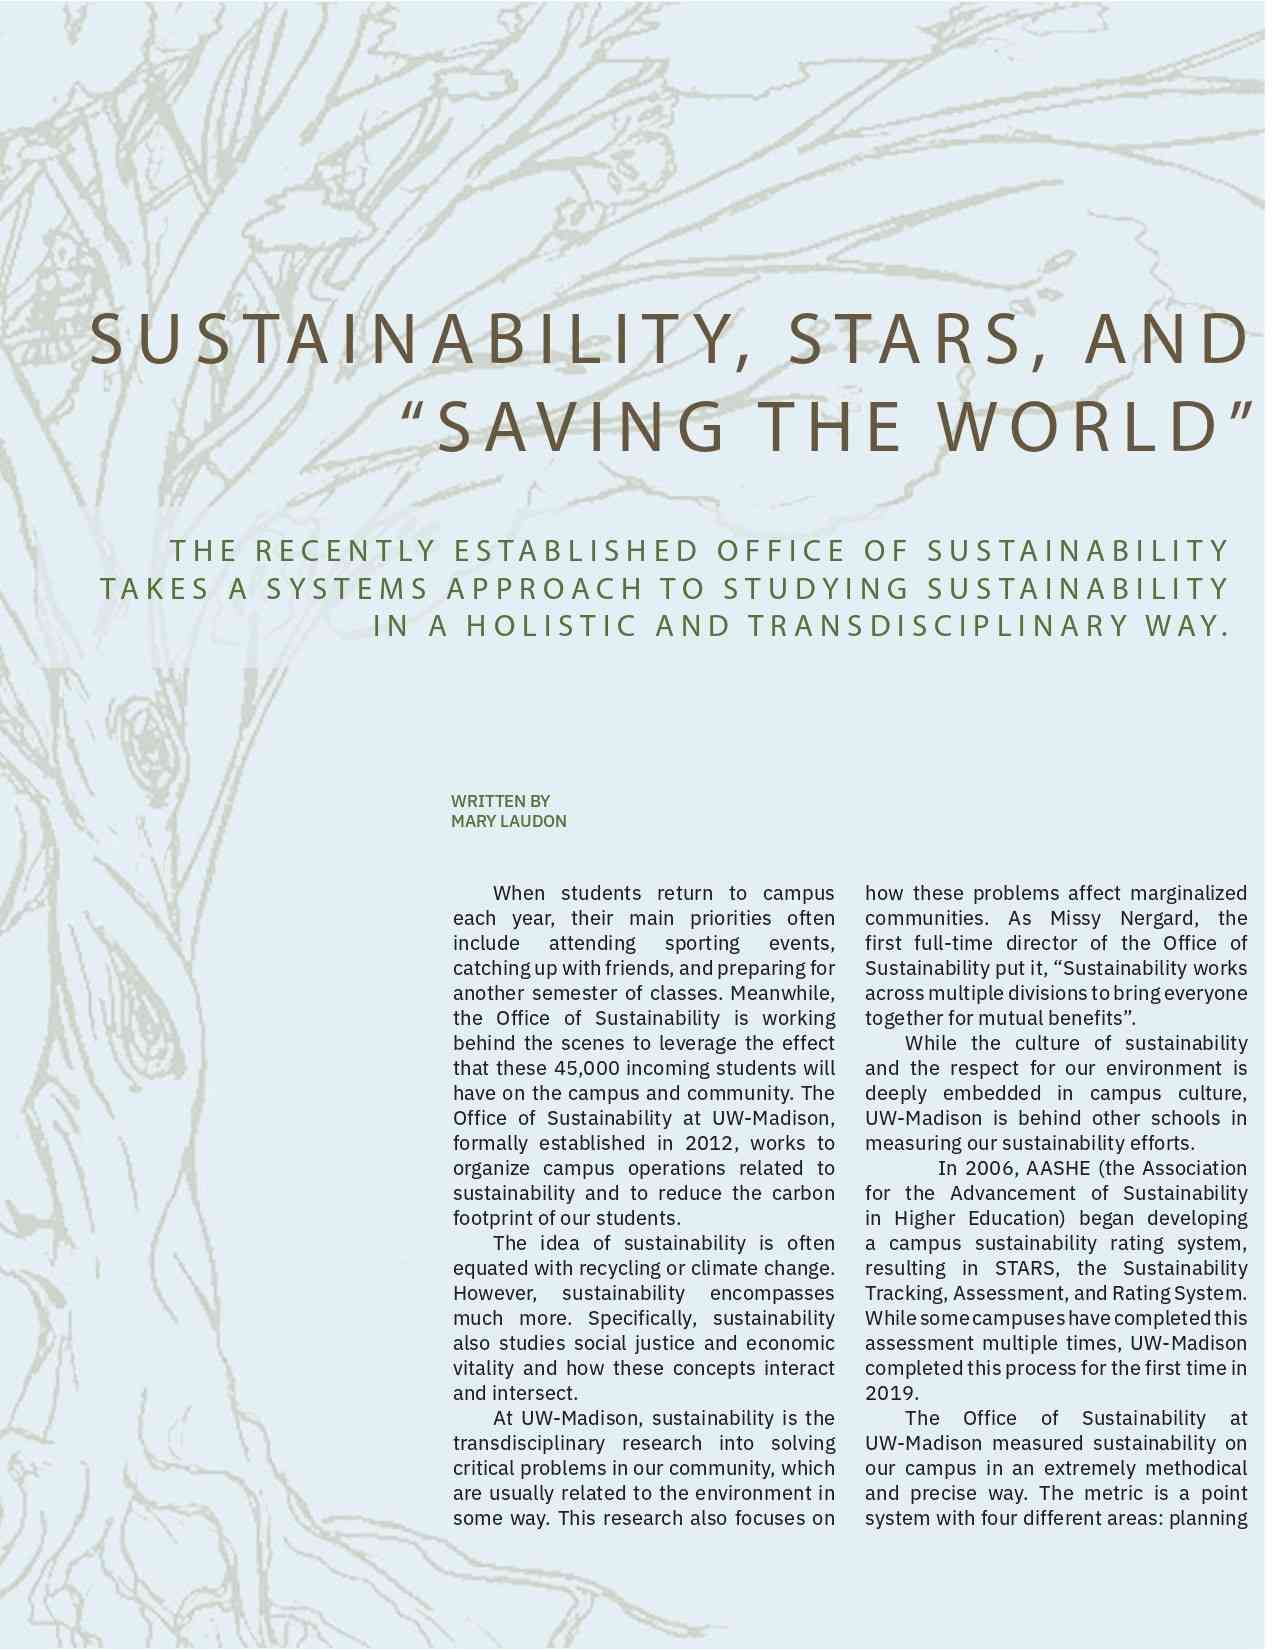 SUSTAINABILITY, STARS, AND
“SAVING THE WORLD”
THE RECENTLY ESTABLISHED OFFICE OF SUSTAINABILITY
TAKES A SYSTEMS APPROACH TO STUDYING SUSTAINABILITY
IN A HOLISTIC AND TRANSDISCIPLINARY WAY.
WRITTEN BY
MARY LAUDON
When students return to campus
each year, their main priorities often
include attending sporting events,
catching up with friends, and preparing for
another semester of classes. Meanwhile,
the Office of Sustainability is working
behind the scenes to leverage the effect
that these 45,000 incoming students will
have on the campus and community. The
Office of Sustainability at UW-Madison,
formally established in 2012, works to
organize campus operations related to
sustainability and to reduce the carbon
footprint of our students.
The idea of sustainability is often
equated with recycling or climate change.
However, sustainability encompasses
much more. Specifically, sustainability
also studies social justice and economic
vitality and how these concepts interact
and intersect.
At UW-Madison, sustainability is the
transdisciplinary research into solving
critical problems in our community, which
are usually related to the environment in
some way. This research also focuses on
how these problems affect marginalized
communities. As Missy Nergard, the
first full-time director of the Office of
Sustainability put it, “Sustainability works
across multiple divisions to bring everyone
together for mutual benefits”.
While the culture of sustainability
and the respect for our environment is
deeply embedded in campus culture,
UW-Madison is behind other schools in
measuring our sustainability efforts.
In 2006, AASHE (the Association
for the Advancement of Sustainability
in Higher Education) began developing
a campus sustainability rating system,
resulting in STARS, the Sustainability
Tracking, Assessment, and Rating System.
While some campuses have completed this
assessment multiple times, UW-Madison
completed this process for the first time in
2019.
The Office of Sustainability at
UW-Madison measured sustainability on
our campus in an extremely methodical
and precise way. The metric is a point
system with four different areas: planning